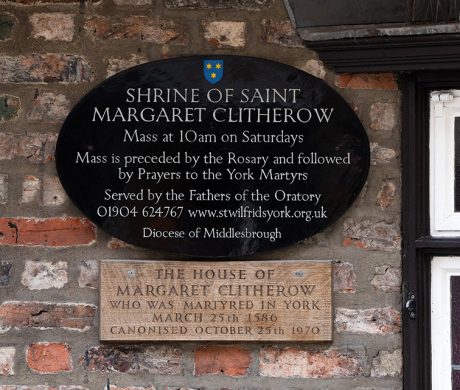 SHRINE OF SAINT
MARGARET CLITHEROW
Mass at 10am on Saturdays
Mass is preceded by the Rosary and followed
by Prayers to the York Martyrs
Served by the Fathers of the Oratory
01904 624767 www.stwilfridsyork.org.uk
Diocese of Middlesbrough
THE HOUSE OF
MARGARET CLITHEROW
WHO WAS MARTYRED IN YORK
MARCH 25th 1586
CANONISED OCTOBER 25th 1970